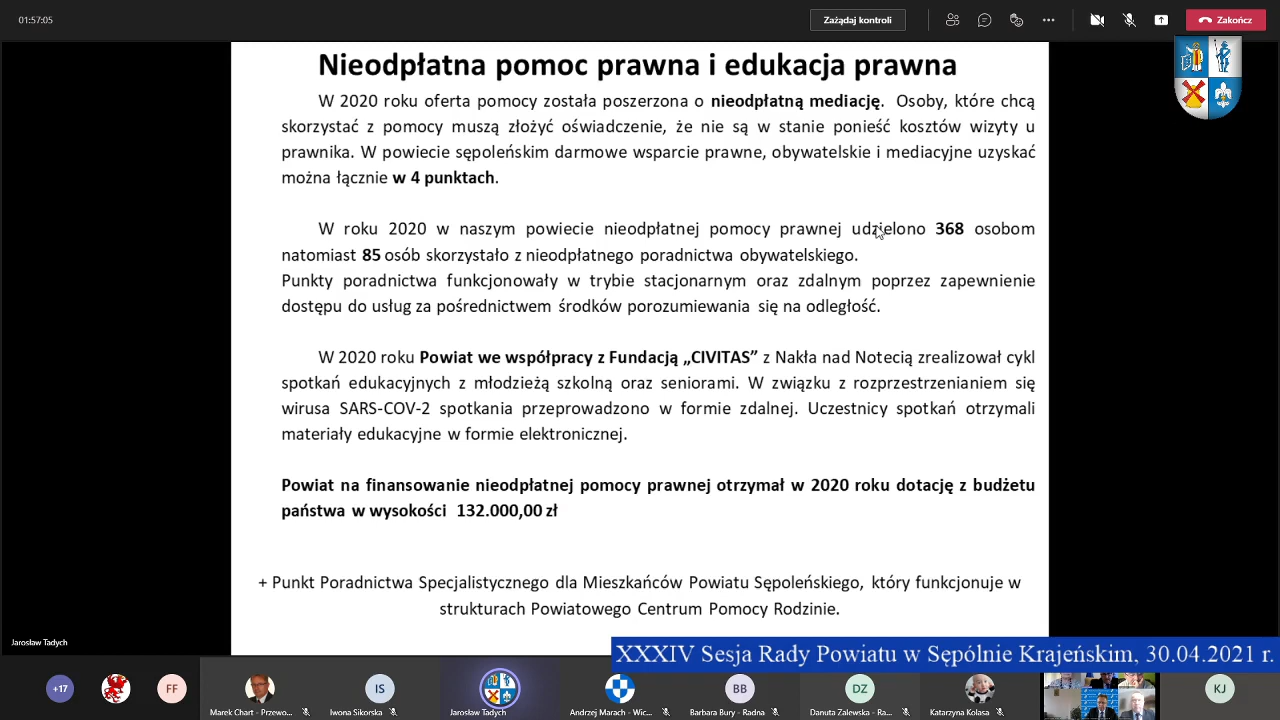 01:57:05
Zażądaj kontroli
Zakończ
Nieodpłatna pomoc prawna i edukacja prawna
W 2020 roku oferta pomocy została poszerzona o nieodpłatną mediację. Osoby, które chcą
skorzystać z pomocy muszą złożyć oświadczenie, że nie są w stanie ponieść kosztów wizyty u
prawnika. W powiecie sępoleńskim darmowe wsparcie prawne, obywatelskie i mediacyjne uzyskać
można łącznie w 4 punktach.
W roku 2020 w naszym powiecie nieodpłatnej pomocy prawnej udzielono 368 osobom
natomiast 85 osób skorzystało z nieodpłatnego poradnictwa obywatelskiego.
Punkty poradnictwa funkcjonowały w trybie stacjonarnym oraz zdalnym poprzez zapewnienie
dostępu do usług za pośrednictwem środków porozumiewania się na odległość.
W 2020 roku Powiat we współpracy z Fundacją „CIVITAS” z Nakła nad Notecią zrealizował cykl
spotkań edukacyjnych z młodzieżą szkolną oraz seniorami. W związku z rozprzestrzenianiem się
wirusa SARS-COV-2 spotkania przeprowadzono w formie zdalnej. Uczestnicy spotkań otrzymali
materiały edukacyjne w formie elektronicznej.
Powiat na finansowanie nieodpłatnej pomocy prawnej otrzymał w 2020 roku dotację z budżetu
państwa w wysokości 132.000,00 zł
+ Punkt Poradnictwa Specjalistycznego dla Mieszkańców Powiatu Sępoleńskiego, który funkcjonuje w
strukturach Powiatowego Centrum Pomocy Rodzinie.
Jarosław Tadych
XXXIV Sesja Rady Powiatu w Sępólnie Krajeńskim, 30.04.2021 r.
+17 FF IS BB DZ KJ
Marek Chart - Przewo... Iwona Sikorska Jarosław Tadych Andrzej Marach - Wic... Barbara Bury - Radna Danuta Zalewska - Ra... Katarzyna Kolasa